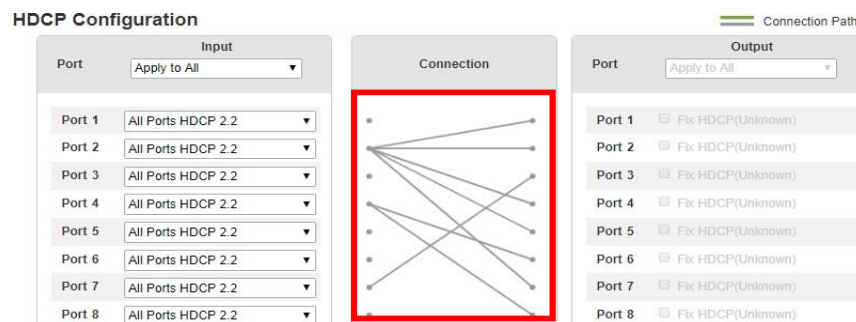 HDCP Configuration
Connection Path
Port Input Connection Port Output
Apply to All Apply to All
Port 1 All Ports HDCP 2.2 Port 1 Fix HDCP(Unknown)
Port 2 All Ports HDCP 2.2 Port 2 Fix HDCP(Unknown)
Port 3 All Ports HDCP 2.2 Port 3 Fix HDCP(Unknown)
Port 4 All Ports HDCP 2.2 Port 4 Fix HDCP(Unknown)
Port 5 All Ports HDCP 2.2 Port 5 Fix HDCP(Unknown)
Port 6 All Ports HDCP 2.2 Port 6 Fix HDCP(Unknown)
Port 7 All Ports HDCP 2.2 Port 7 Fix HDCP(Unknown)
Port 8 All Ports HDCP 2.2 Port 8 Fix HDCP(Unknown)